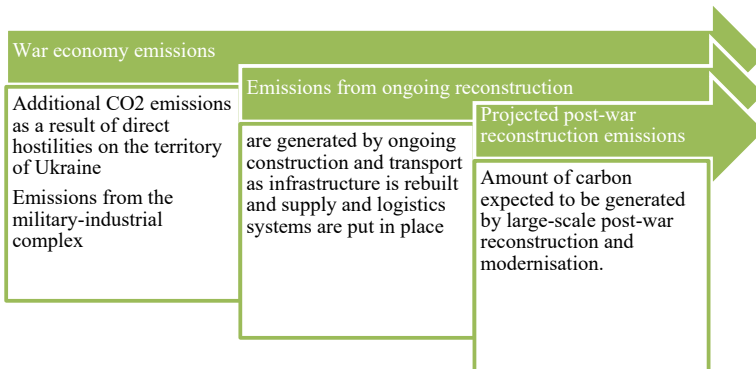 War economy emissions
Additional CO2 emissions
as a result of direct
hostilities on the territory
of Ukraine
Emissions from the
military-industrial
complex
Emissions from ongoing reconstruction
are generated by ongoing
construction and transport
as infrastructure is rebuilt
and supply and logistics
systems are put in place
Projected post-war
reconstruction emissions
Amount of carbon
expected to be generated
by large-scale post-war
reconstruction and
modernisation.